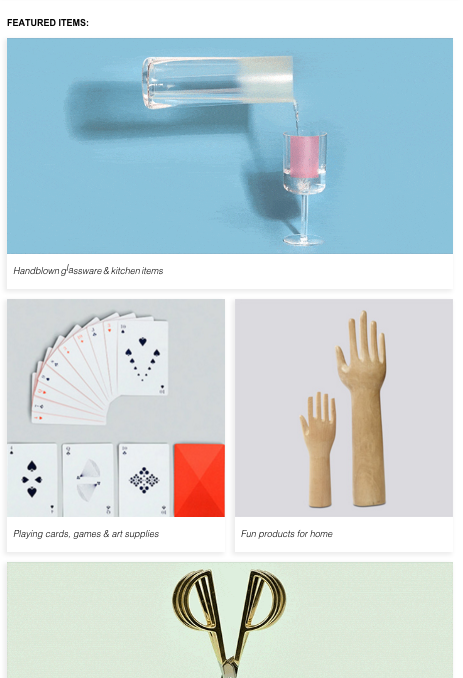 FEATURED ITEMS:
Handblown glassware & kitchen items
Playing cards, games & art supplies
Fun products for home